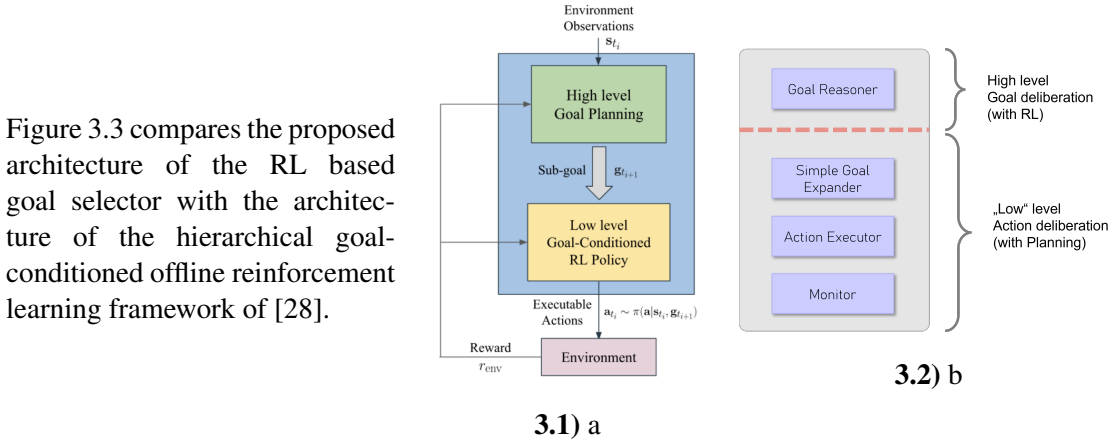 Figure 3.3 compares the proposed
architecture of the RL based
goal selector with the architec-
ture of the hierarchical goal-
conditioned offline reinforcement
learning framework of [28].
Environment
Observations
s_{t_i}
High level
Goal Planning
Sub-goal g_{t_{i+1}}
Low level
Goal-Conditioned
RL Policy
Executable
Actions
a_{t_i} ∼ π(a|s_{t_i}, g_{t_{i+1}})
Reward
r_{env}
Environment
3.1) a
Goal Reasoner
Simple Goal
Expander
Action Executor
Monitor
High level
Goal deliberation
(with RL)
„Low“ level
Action deliberation
(with Planning)
3.2) b